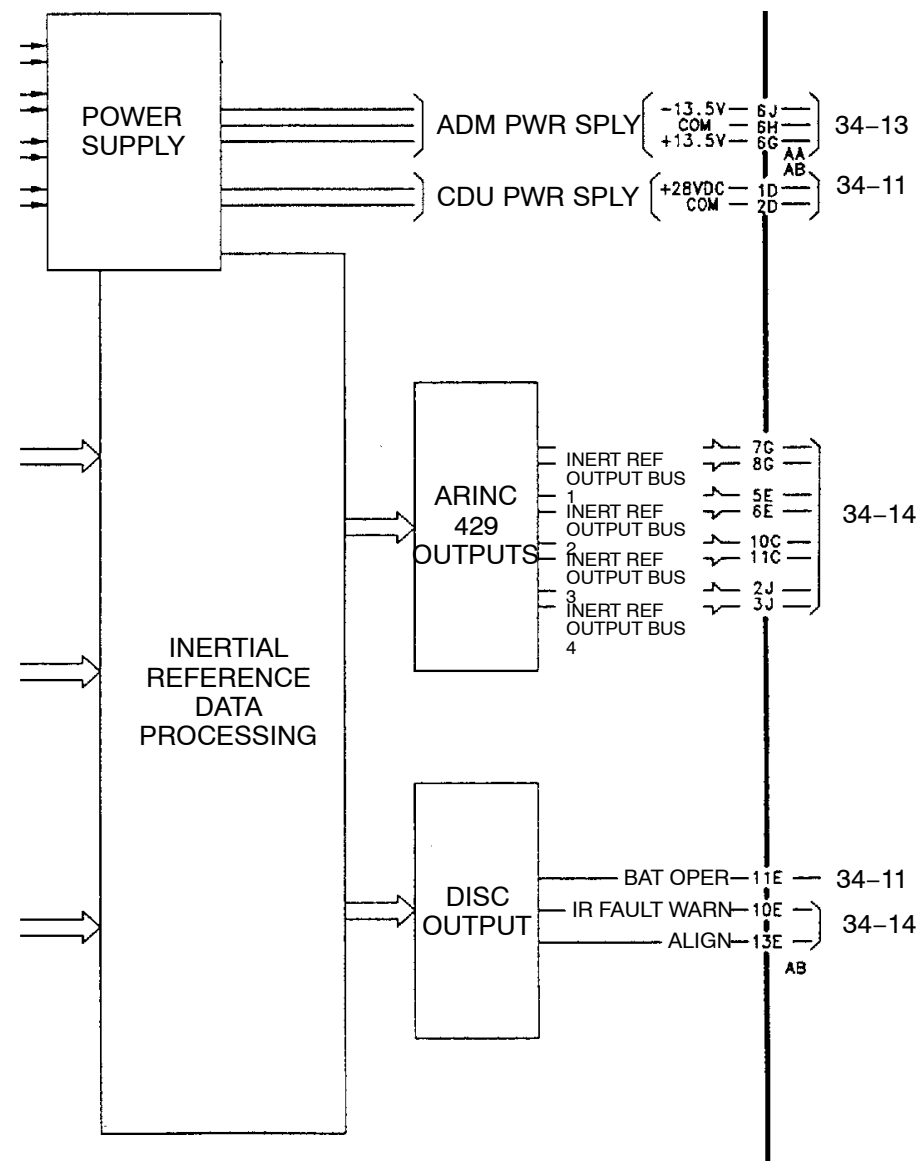 POWER
SUPPLY
ADM PWR SPLY
-13.5V 6J
COM 6H
+13.5V 6G
34-13
AA
AB
CDU PWR SPLY
+28VDC 1D
COM 2D
34-11
INERTIAL
REFERENCE
DATA
PROCESSING
ARINC
429
OUTPUTS
INERT REF
OUTPUT BUS
1
7G
8G
INERT REF
OUTPUT BUS
2
5E
6E
INERT REF
OUTPUT BUS
3
10C
11C
INERT REF
OUTPUT BUS
4
2J
3J
34-14
DISC
OUTPUT
BAT OPER 11E 34-11
IR FAULT WARN 10E
ALIGN 13E
34-14
AB